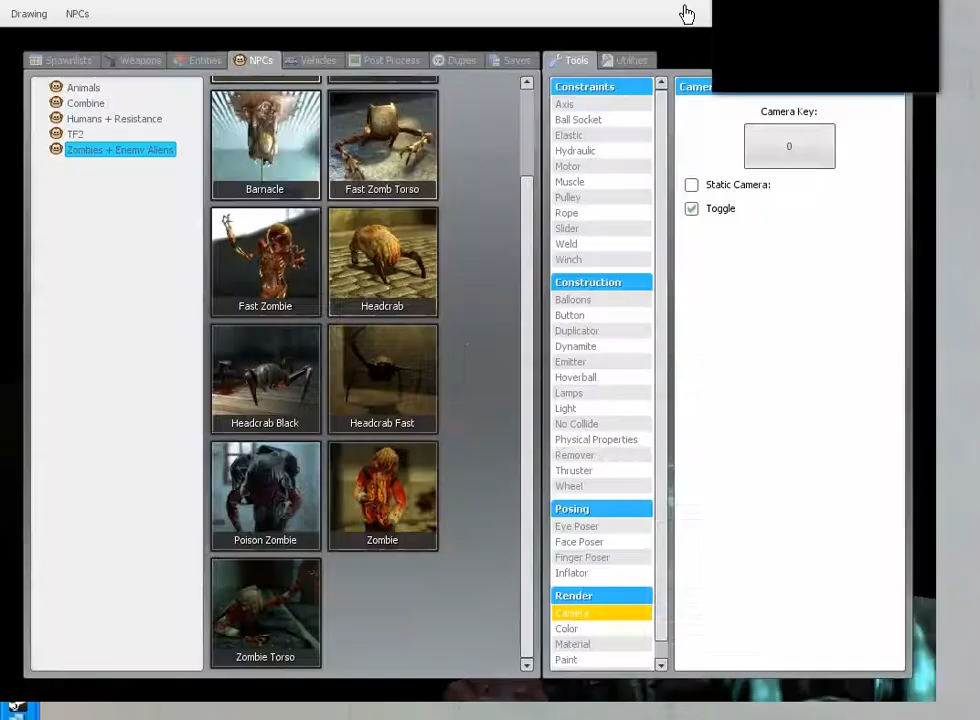 Drawing NPCs
Spawnlists Weapons Entities NPCs Vehicles Post Process Dupes Saves Tools Utilities
Animals
Combine
Humans + Resistance
TF2
Zombies + Enemy Aliens
Barnacle Fast Zomb Torso
Fast Zombie Headcrab
Headcrab Black Headcrab Fast
Poison Zombie Zombie
Zombie Torso
Constraints
Axis
Ball Socket
Elastic
Hydraulic
Motor
Muscle
Pulley
Rope
Slider
Weld
Winch
Construction
Balloons
Button
Duplicator
Dynamite
Emitter
Hoverball
Lamps
Light
No Collide
Physical Properties
Remover
Thruster
Wheel
Posing
Eye Poser
Face Poser
Finger Poser
Inflator
Render
Camera
Color
Material
Paint
Camera Key:
0
Static Camera:
Toggle